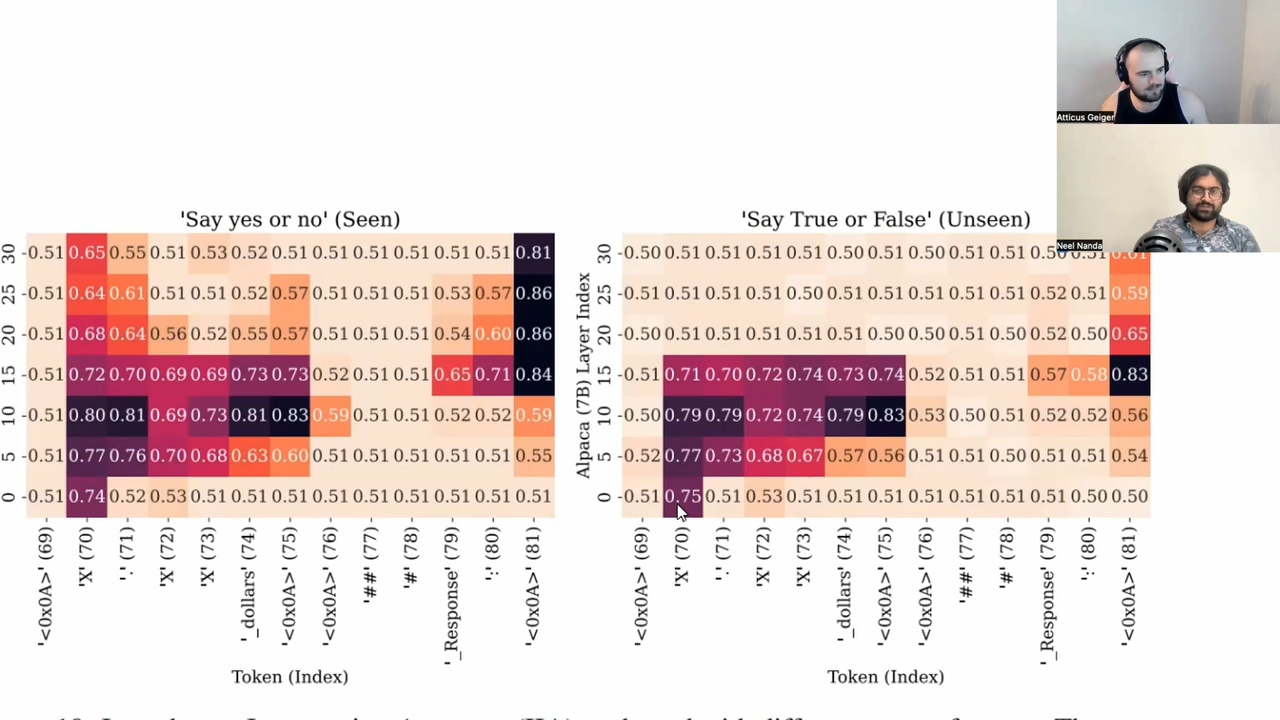 Atticus Geiger
Neel Nanda
'Say yes or no' (Seen)
30 0.51 0.65 0.55 0.51 0.53 0.52 0.51 0.51 0.51 0.51 0.51 0.51 0.81
25 0.51 0.64 0.61 0.51 0.51 0.52 0.57 0.51 0.51 0.51 0.53 0.57 0.86
20 0.51 0.68 0.64 0.56 0.52 0.55 0.57 0.51 0.51 0.51 0.54 0.60 0.86
15 0.51 0.72 0.70 0.69 0.69 0.73 0.73 0.52 0.51 0.51 0.65 0.71 0.84
10 0.51 0.80 0.81 0.69 0.73 0.81 0.83 0.59 0.51 0.51 0.52 0.52 0.59
5 0.51 0.77 0.76 0.70 0.68 0.63 0.60 0.51 0.51 0.51 0.51 0.51 0.55
0 0.51 0.74 0.52 0.53 0.51 0.51 0.51 0.51 0.51 0.51 0.51 0.51 0.51
'<0x0A>' (69)
'X' (70)
'.' (71)
'X' (72)
'X' (73)
'_dollars' (74)
'<0x0A>' (75)
'<0x0A>' (76)
'##' (77)
'#' (78)
'_Response' (79)
':' (80)
'<0x0A>' (81)
Token (Index)
'Say True or False' (Unseen)
Alpaca (7B) Layer Index
30 0.50 0.51 0.51 0.51 0.51 0.50 0.51 0.51 0.51 0.51 0.50 0.51 0.61
25 0.51 0.51 0.51 0.51 0.50 0.51 0.51 0.51 0.51 0.51 0.52 0.51 0.59
20 0.50 0.51 0.51 0.51 0.51 0.52 0.50 0.50 0.51 0.50 0.52 0.50 0.65
15 0.51 0.71 0.70 0.72 0.74 0.73 0.74 0.52 0.51 0.51 0.57 0.58 0.83
10 0.50 0.79 0.79 0.72 0.74 0.79 0.83 0.53 0.50 0.51 0.52 0.52 0.56
5 0.52 0.77 0.73 0.68 0.67 0.57 0.56 0.51 0.51 0.50 0.51 0.51 0.54
0 0.51 0.75 0.51 0.53 0.51 0.51 0.51 0.51 0.51 0.51 0.51 0.50 0.50
'<0x0A>' (69)
'X' (70)
'.' (71)
'X' (72)
'X' (73)
'_dollars' (74)
'<0x0A>' (75)
'<0x0A>' (76)
'##' (77)
'#' (78)
'_Response' (79)
':' (80)
'<0x0A>' (81)
Token (Index)